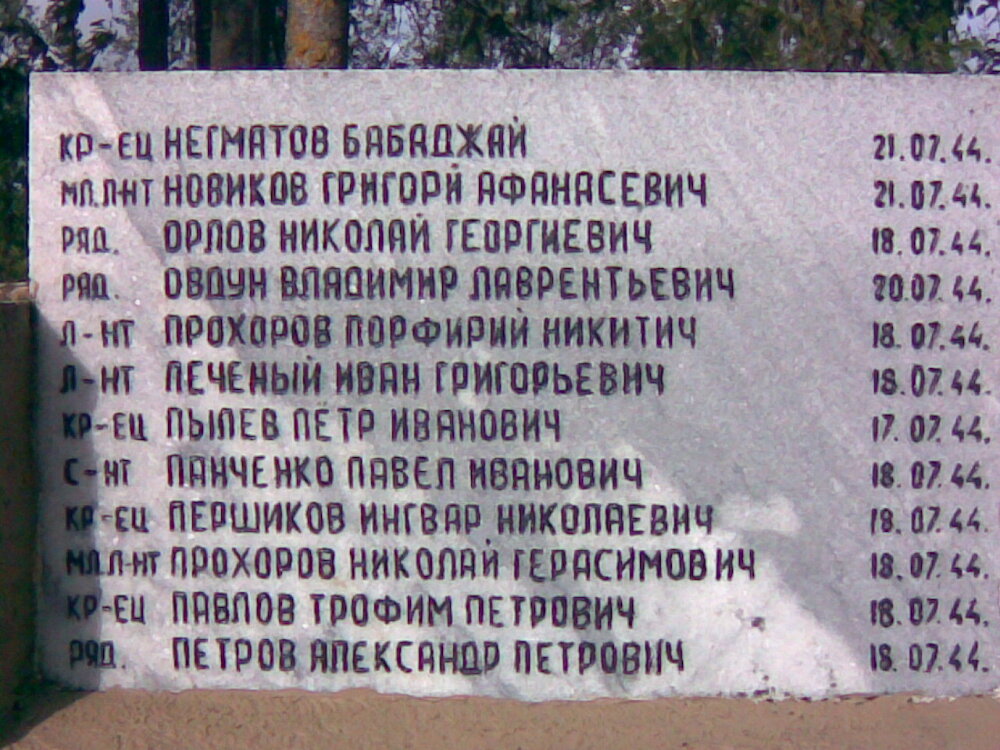 КР-ЕЦ НЕГМАТОВ БАБАДЖАЙ 21.07.44.
МЛ.Л-НТ НОВИКОВ ГРИГОРИ АФАНАСЕВИЧ 21.07.44.
РЯД. ОРЛОВ НИКОЛАЙ ГЕОРГИЕВИЧ 18.07.44.
РЯД. ОВДУН ВЛАДИМИР ЛАВРЕНТЬЕВИЧ 20.07.44.
Л-НТ ПРОХОРОВ ПОРФИРИЙ НИКИТИЧ 18.07.44.
Л-НТ ПЕЧЕНЫЙ ИВАН ГРИГОРЬЕВИЧ 18.07.44.
КР-ЕЦ ПЫЛЕВ ПЕТР ИВАНОВИЧ 17.07.44.
С-НТ ПАНЧЕНКО ПАВЕЛ ИВАНОВИЧ 18.07.44.
КР-ЕЦ ПЕРШИКОВ ИНГВАР НИКОЛАЕВИЧ 18.07.44.
МЛ.Л-НТ ПРОХОРОВ НИКОЛАЙ ГЕРАСИМОВИЧ 18.07.44.
КР-ЕЦ ПАВЛОВ ТРОФИМ ПЕТРОВИЧ 18.07.44.
РЯД. ПЕТРОВ АЛЕКСАНДР ПЕТРОВИЧ 18.07.44.